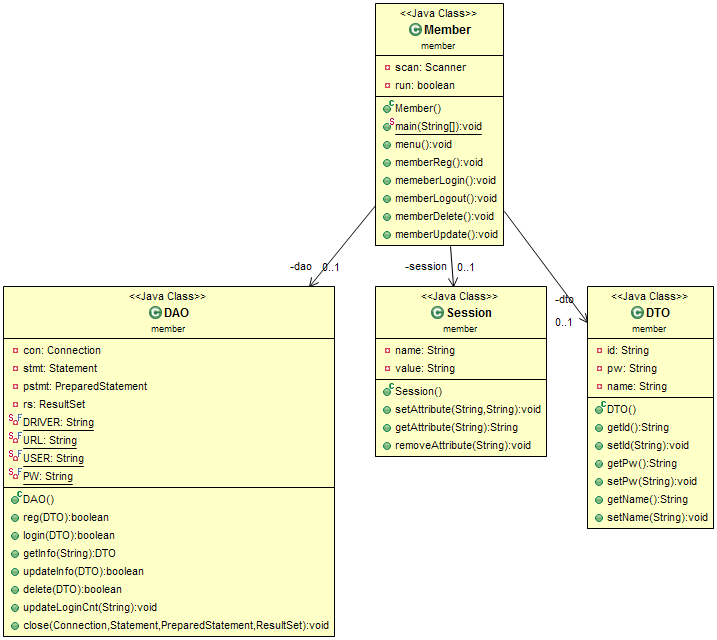 <<Java Class>>
Member
member
scan: Scanner
run: boolean
Member()
main(String[]):void
menu():void
memberReg():void
memeberLogin():void
memberLogout():void
memberDelete():void
memberUpdate():void
-dao 0..1
-session 0..1
-dto
0..1
<<Java Class>>
DAO
member
con: Connection
stmt: Statement
pstmt: PreparedStatement
rs: ResultSet
DRIVER: String
URL: String
USER: String
PW: String
DAO()
reg(DTO):boolean
login(DTO):boolean
getInfo(String):DTO
updateInfo(DTO):boolean
delete(DTO):boolean
updateLoginCnt(String):void
close(Connection,Statement,PreparedStatement,ResultSet):void
<<Java Class>>
Session
member
name: String
value: String
Session()
setAttribute(String,String):void
getAttribute(String):String
removeAttribute(String):void
<<Java Class>>
DTO
member
id: String
pw: String
name: String
DTO()
getId():String
setId(String):void
getPw():String
setPw(String):void
getName():String
setName(String):void